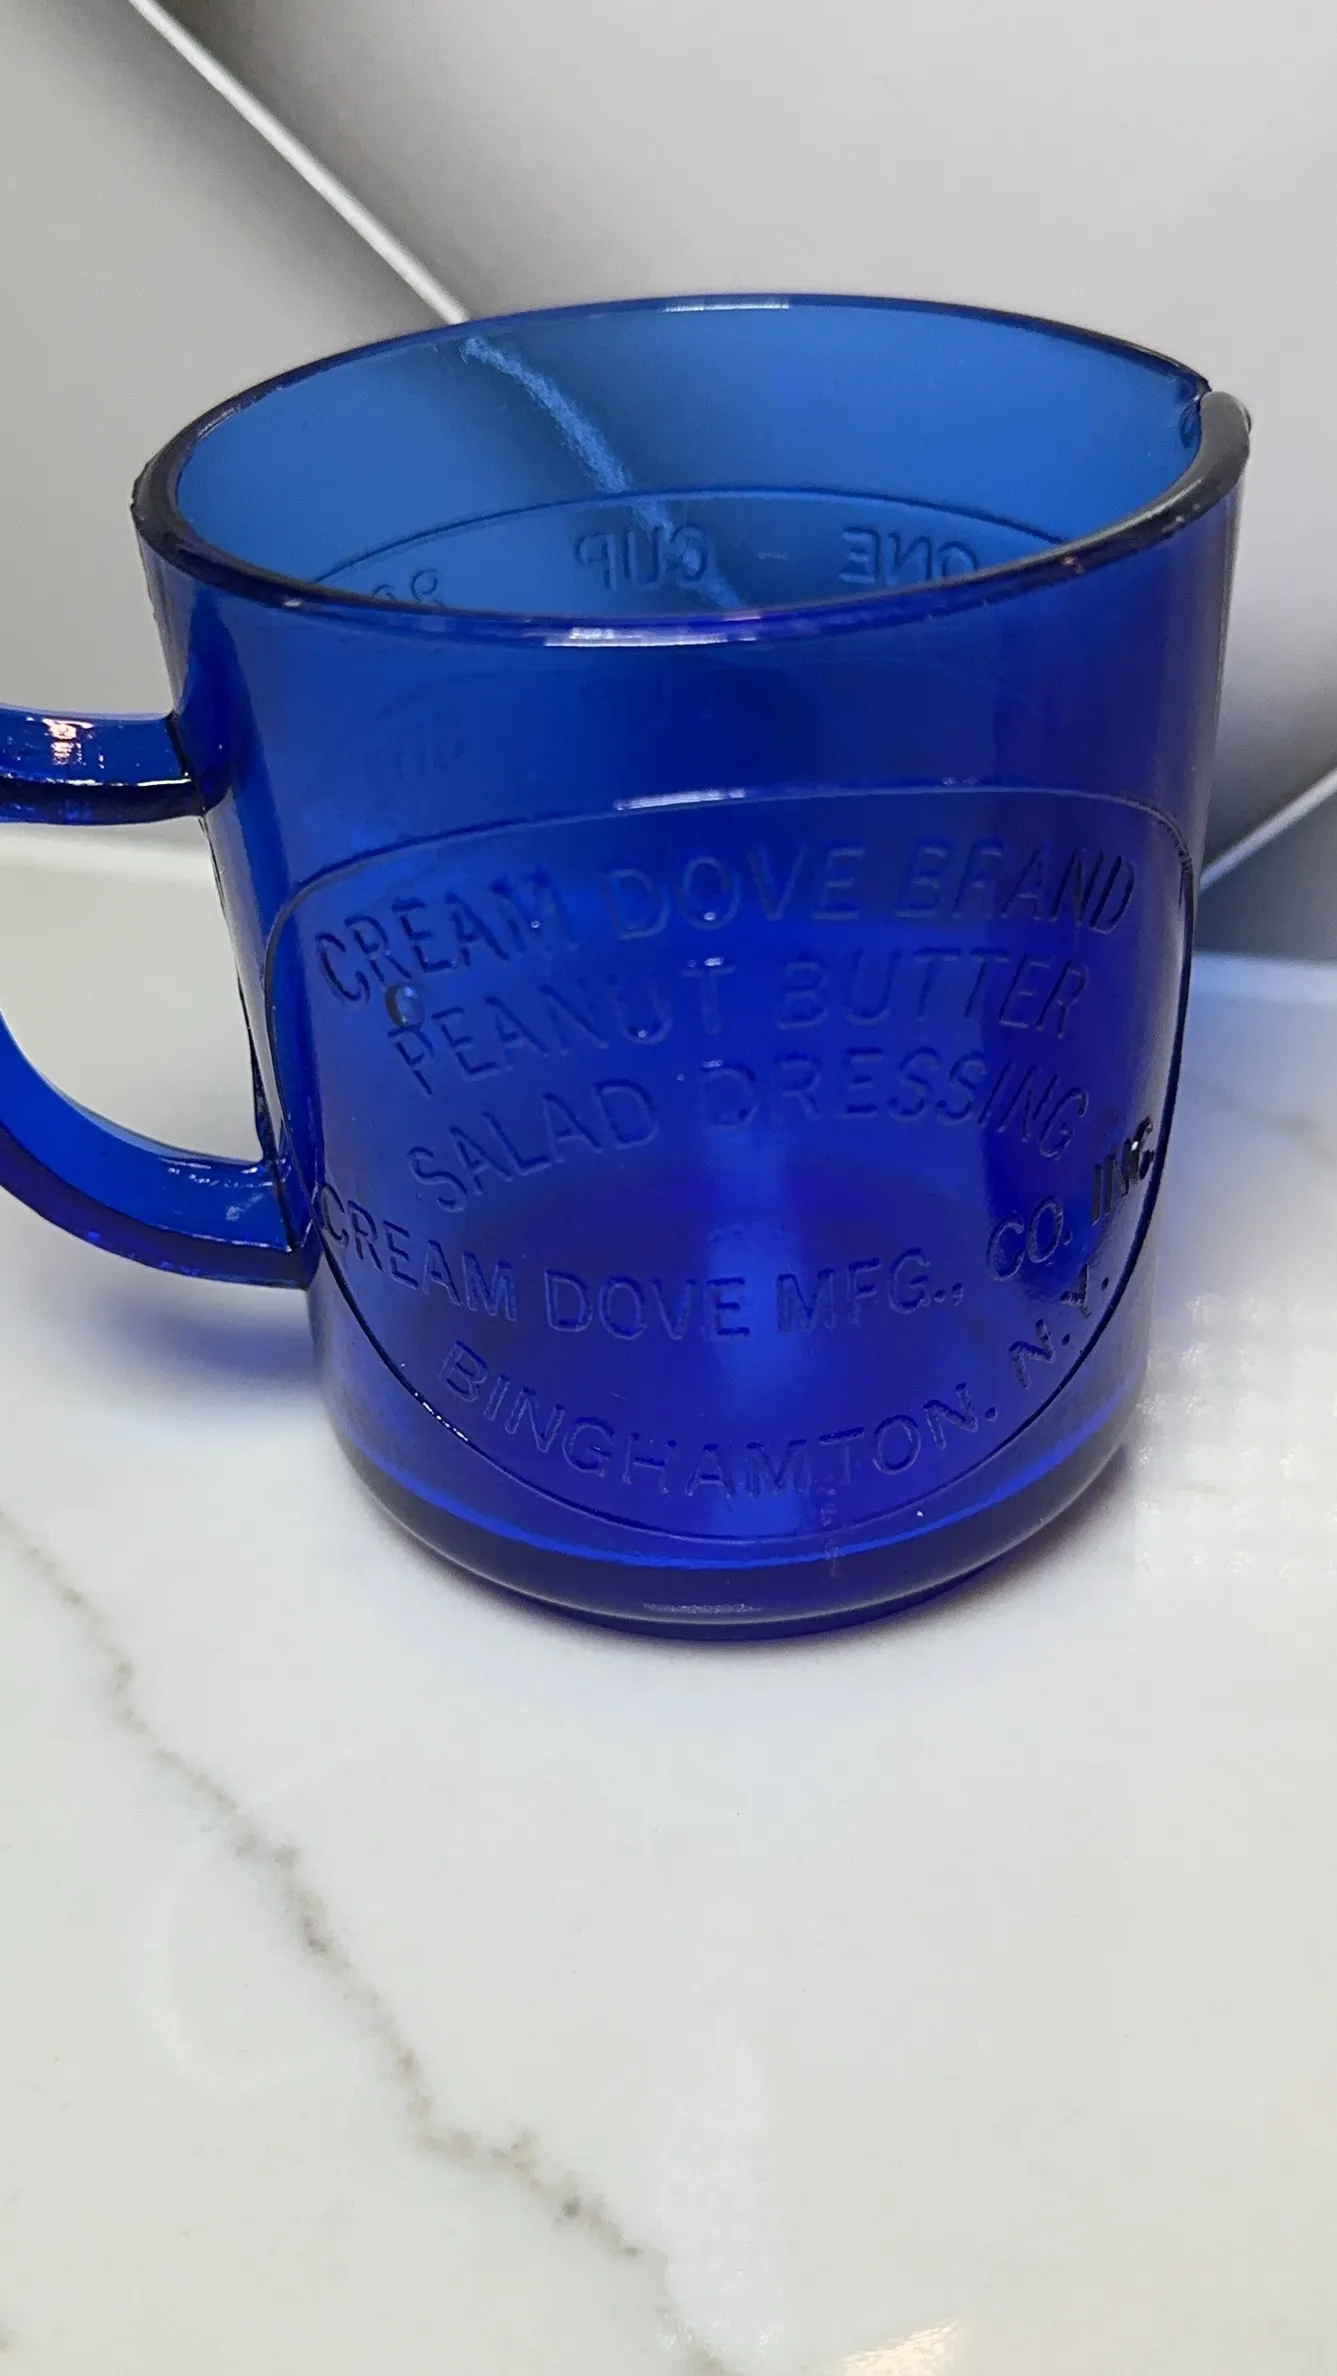 ONE - CUP
CREAM DOVE BRAND
PEANUT BUTTER
SALAD DRESSING
CREAM DOVE MFG., CO. INC.
BINGHAMTON. N.Y.